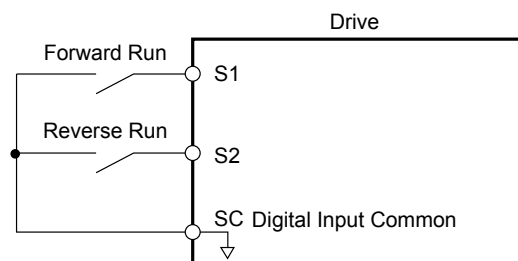 Drive
Forward Run
S1
Reverse Run
S2
SC Digital Input Common